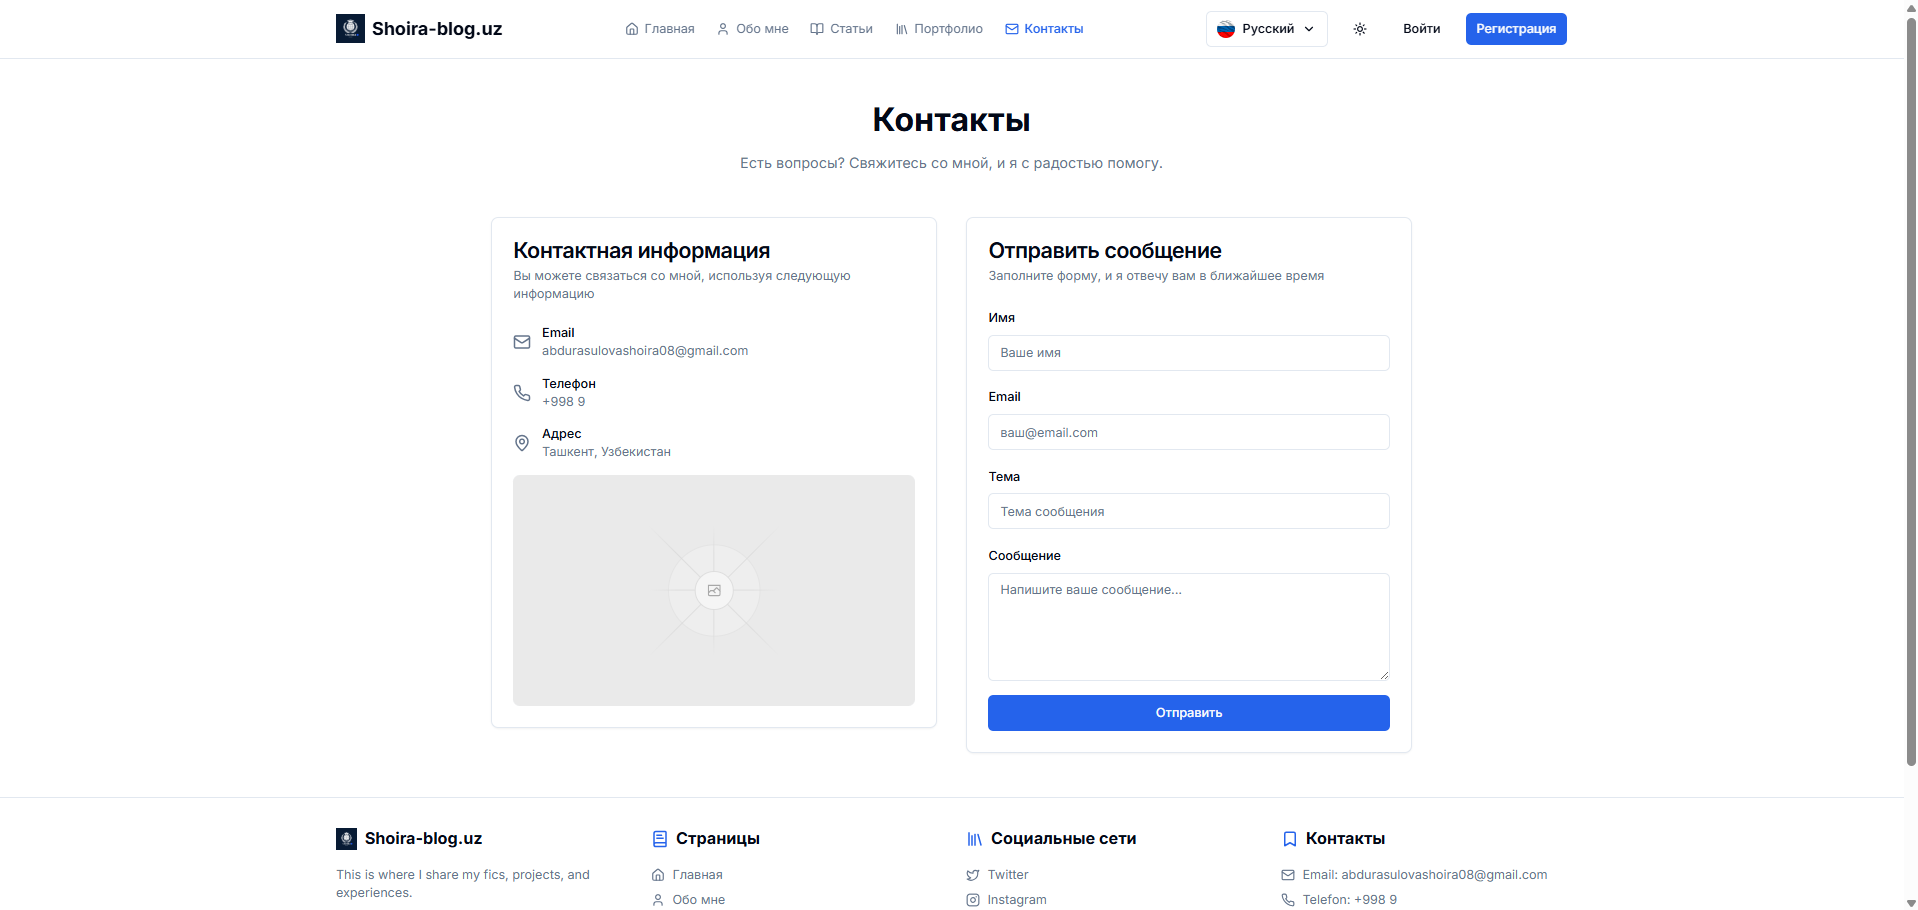 Shoira-blog.uz
Главная
Обо мне
Статьи
Портфолио
Контакты
Русский
Войти
Регистрация
Контакты
Есть вопросы? Свяжитесь со мной, и я с радостью помогу.
Контактная информация
Вы можете связаться со мной, используя следующую
информацию
Email
abdurasulovashoira08@gmail.com
Телефон
+998 9
Адрес
Ташкент, Узбекистан
Отправить сообщение
Заполните форму, и я отвечу вам в ближайшее время
Имя
Ваше имя
Email
ваш@email.com
Тема
Тема сообщения
Сообщение
Напишите ваше сообщение...
Отправить
Shoira-blog.uz
This is where I share my fics, projects, and
experiences.
Страницы
Главная
Обо мне
Социальные сети
Twitter
Instagram
Контакты
Email: abdurasulovashoira08@gmail.com
Telefon: +998 9